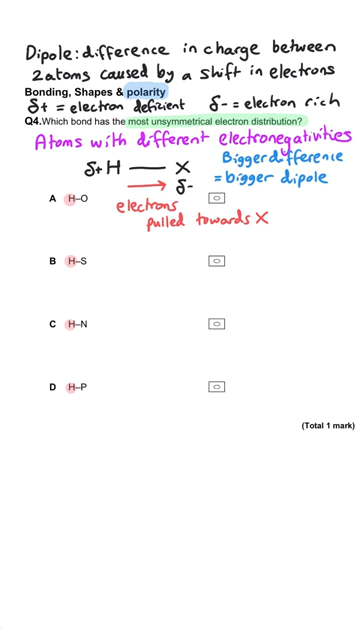 Dipole: difference in charge between
2 atoms caused by a shift in electrons
Bonding, Shapes & polarity
δ+ = electron deficient δ- = electron rich
Q4. Which bond has the most unsymmetrical electron distribution?
Atoms with different electronegativities
δ+ H — X
δ-
Bigger difference
= bigger dipole
electrons
pulled towards X
A H–O
B H–S
C H–N
D H–P
(Total 1 mark)